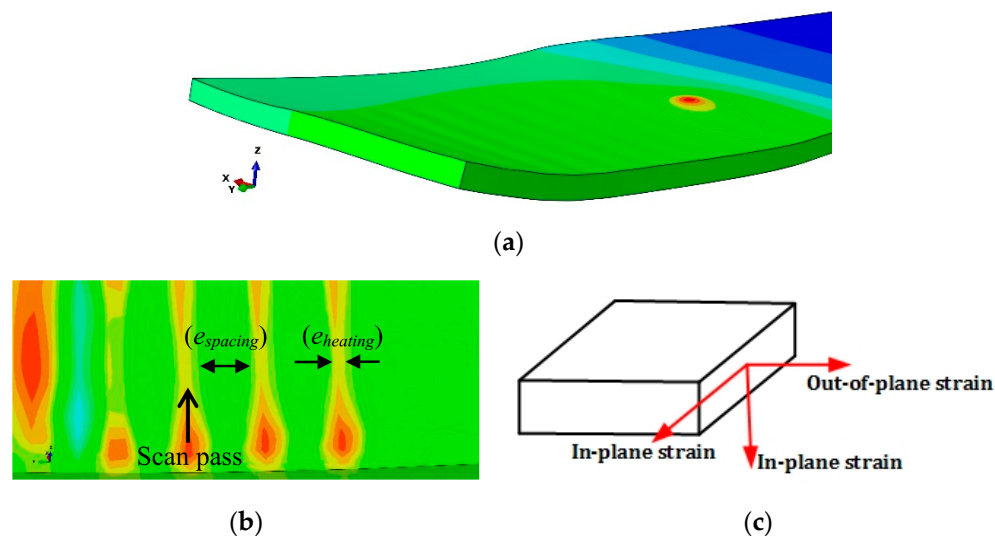 Z
X
Y
(a)
(e_spacing)
(e_heating)
Scan pass
Out-of-plane strain
In-plane strain
In-plane strain
(b)
(c)